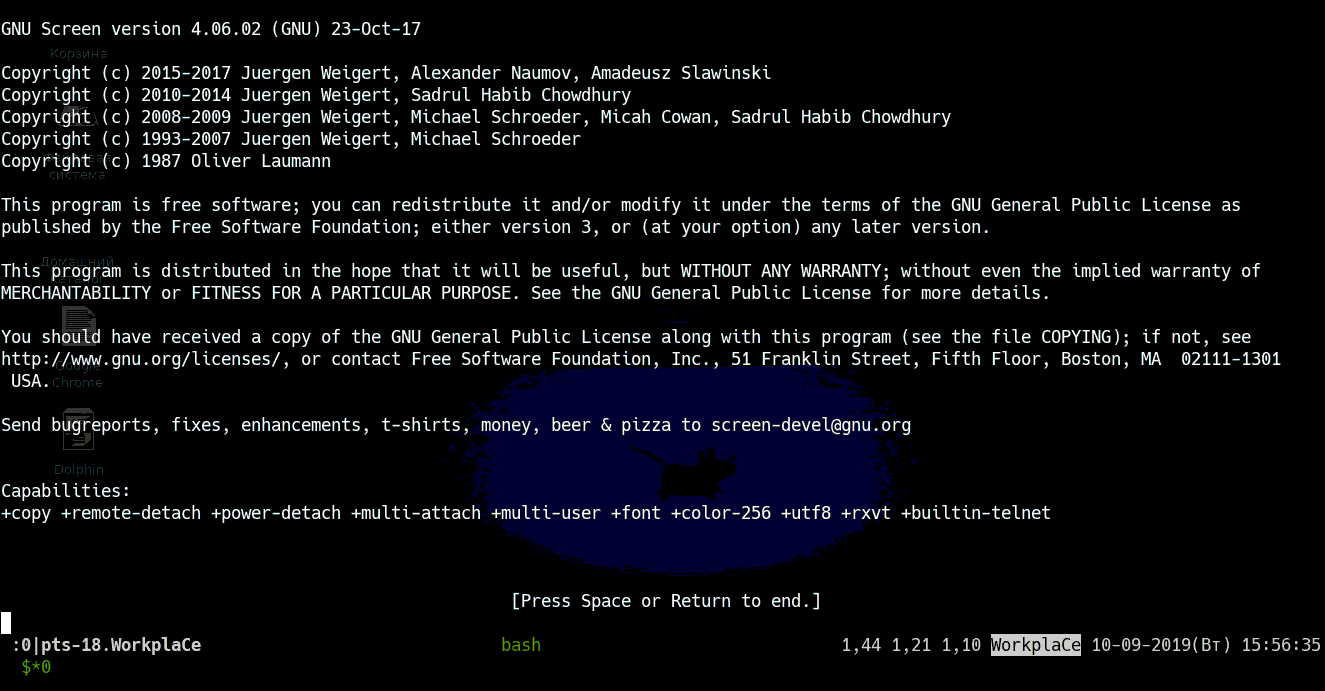 GNU Screen version 4.06.02 (GNU) 23-Oct-17
Корзина
Copyright (c) 2015-2017 Juergen Weigert, Alexander Naumov, Amadeusz Slawinski
Copyright (c) 2010-2014 Juergen Weigert, Sadrul Habib Chowdhury
Copyright (c) 2008-2009 Juergen Weigert, Michael Schroeder, Micah Cowan, Sadrul Habib Chowdhury
Copyright (c) 1993-2007 Juergen Weigert, Michael Schroeder
Copyright (c) 1987 Oliver Laumann
система
This program is free software; you can redistribute it and/or modify it under the terms of the GNU General Public License as
published by the Free Software Foundation; either version 3, or (at your option) any later version.
Домашний
This program is distributed in the hope that it will be useful, but WITHOUT ANY WARRANTY; without even the implied warranty of
MERCHANTABILITY or FITNESS FOR A PARTICULAR PURPOSE. See the GNU General Public License for more details.
You should have received a copy of the GNU General Public License along with this program (see the file COPYING); if not, see
http://www.gnu.org/licenses/, or contact Free Software Foundation, Inc., 51 Franklin Street, Fifth Floor, Boston, MA  02111-1301
USA.
Google
Chrome
Send bugreports, fixes, enhancements, t-shirts, money, beer & pizza to screen-devel@gnu.org
Dolphin
Capabilities:
+copy +remote-detach +power-detach +multi-attach +multi-user +font +color-256 +utf8 +rxvt +builtin-telnet
[Press Space or Return to end.]
:0|pts-18.WorkplaCe bash 1,44 1,21 1,10 WorkplaCe 10-09-2019(Вт) 15:56:35
$*0